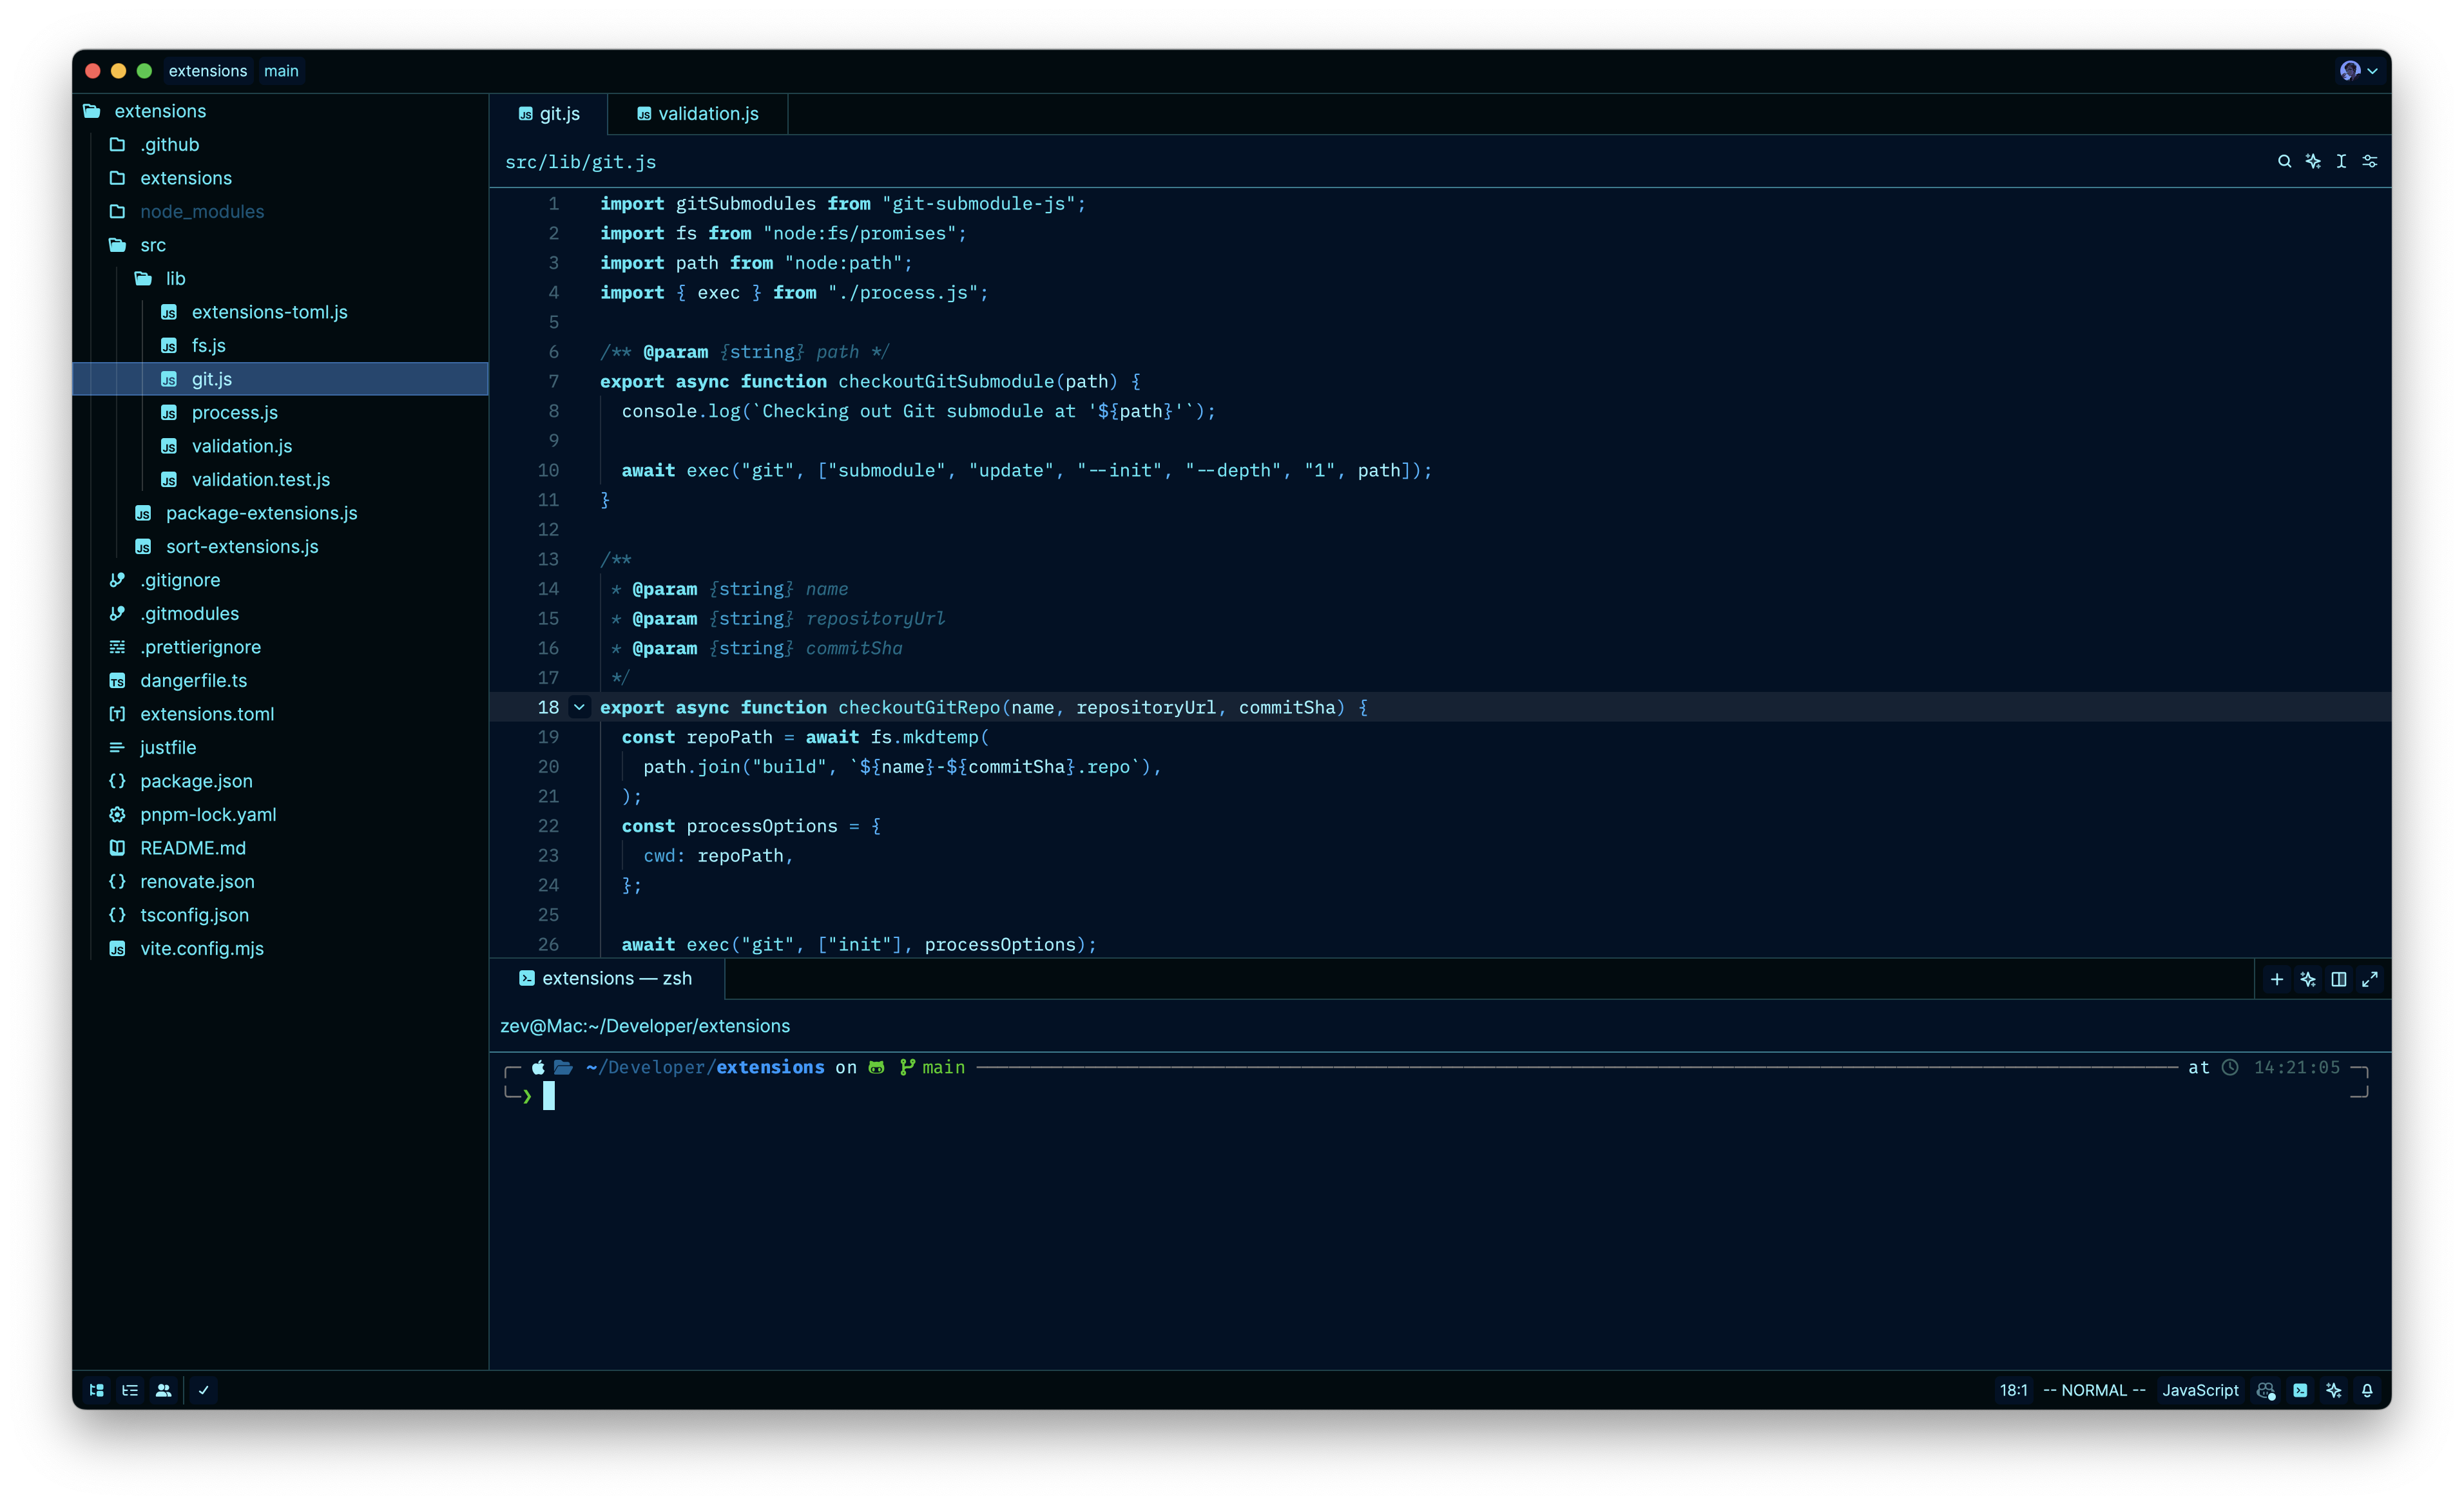 extensions main
extensions
.github
extensions
node_modules
src
lib
extensions-toml.js
fs.js
git.js
process.js
validation.js
validation.test.js
package-extensions.js
sort-extensions.js
.gitignore
.gitmodules
.prettierignore
dangerfile.ts
extensions.toml
justfile
package.json
pnpm-lock.yaml
README.md
renovate.json
tsconfig.json
vite.config.mjs
git.js validation.js
src/lib/git.js
1 import gitSubmodules from "git-submodule-js";
2 import fs from "node:fs/promises";
3 import path from "node:path";
4 import { exec } from "./process.js";
5
6 /** @param {string} path */
7 export async function checkoutGitSubmodule(path) {
8   console.log(`Checking out Git submodule at '${path}'`);
9
10   await exec("git", ["submodule", "update", "--init", "--depth", "1", path]);
11 }
12
13 /**
14  * @param {string} name
15  * @param {string} repositoryUrl
16  * @param {string} commitSha
17  */
18 export async function checkoutGitRepo(name, repositoryUrl, commitSha) {
19   const repoPath = await fs.mkdtemp(
20     path.join("build", `${name}-${commitSha}.repo`),
21   );
22   const processOptions = {
23     cwd: repoPath,
24   };
25
26   await exec("git", ["init"], processOptions);
extensions — zsh
zev@Mac:~/Developer/extensions
~/Developer/extensions on main at 14:21:05
❯
18:1 -- NORMAL -- JavaScript